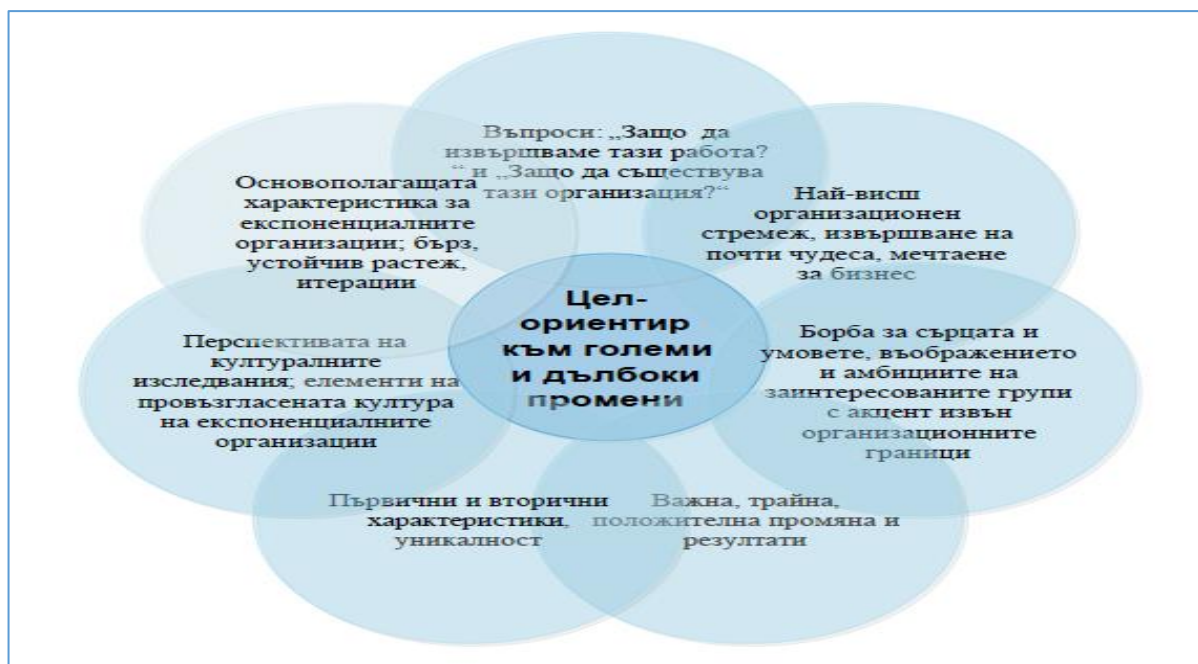 Въпроси: „Защо да
извършваме тази работа?
“ и „Защо да съществува
тази организация?“
Най-висш
организационен
стремеж, извършване на
почти чудеса, мечтаене
за бизнес
Борба за сърцата и
умовете, въображението
и амбициите на
заинтересованите групи
с акцент извън
организационните
граници
Важна, трайна,
положителна промяна и
резултати
Първични и вторични
характеристики,
уникалност
Перспективата на
културалните
изследвания; елементи на
провъзгласената култура
на експоненциалните
организации
Основополагащата
характеристика за
експоненциалните
организации; бърз,
устойчив растеж,
итерации
Цел-
ориентир
към големи
и дълбоки
промени